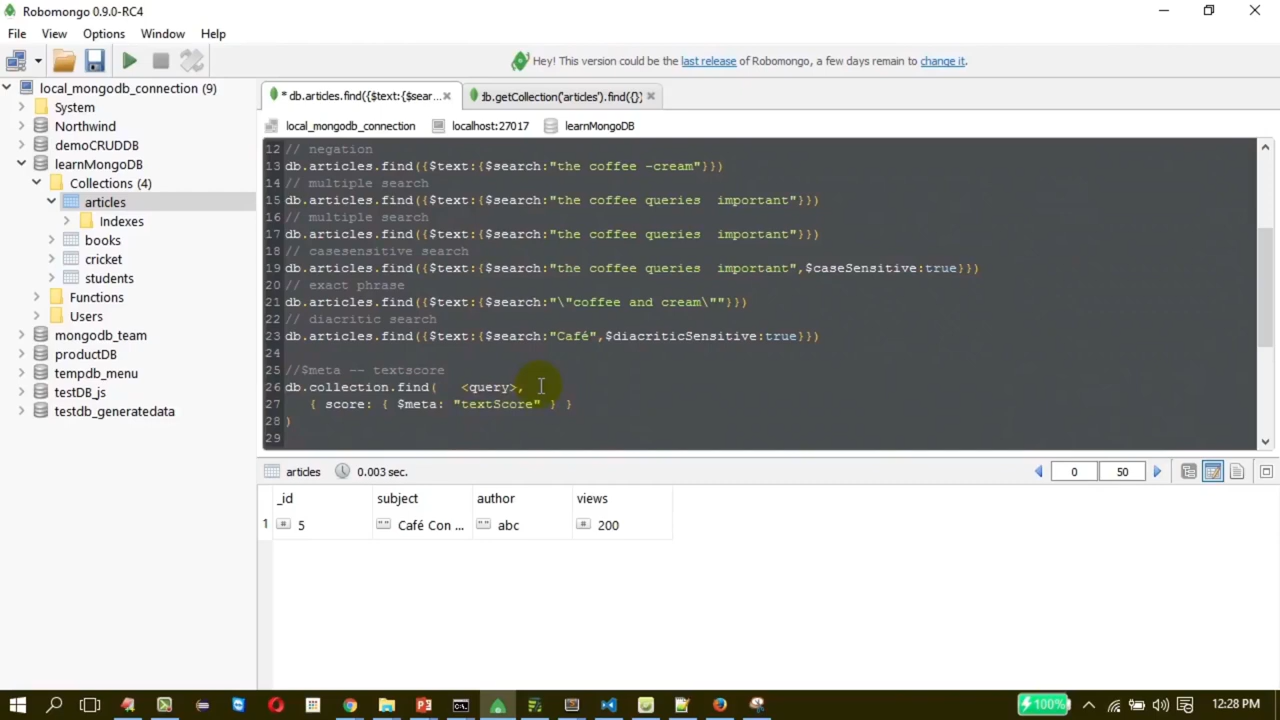 Robomongo 0.9.0-RC4
File View Options Window Help
Hey! This version could be the last release of Robomongo, a few days remain to change it.
local_mongodb_connection (9)
System
Northwind
demoCRUDDB
learnMongoDB
Collections (4)
articles
Indexes
books
cricket
students
Functions
Users
mongodb_team
productDB
tempdb_menu
testDB_js
testdb_generatedata
* db.articles.find({$text:{$sear...
db.getCollection('articles').find({})
local_mongodb_connection localhost:27017 learnMongoDB
12 // negation
13 db.articles.find({$text:{$search:"the coffee -cream"}})
14 // multiple search
15 db.articles.find({$text:{$search:"the coffee queries  important"}})
16 // multiple search
17 db.articles.find({$text:{$search:"the coffee queries  important"}})
18 // casesensitive search
19 db.articles.find({$text:{$search:"the coffee queries  important",$caseSensitive:true}})
20 // exact phrase
21 db.articles.find({$text:{$search:"\"coffee and cream\""}})
22 // diacritic search
23 db.articles.find({$text:{$search:"Café",$diacriticSensitive:true}})
24
25 //$meta -- textscore
26 db.collection.find(   <query>,
27    { score: { $meta: "textScore" } }
28 )
29
articles 0.003 sec. 0 50
_id subject author views
1 5 Café Con ... abc 200
100% 12:28 PM